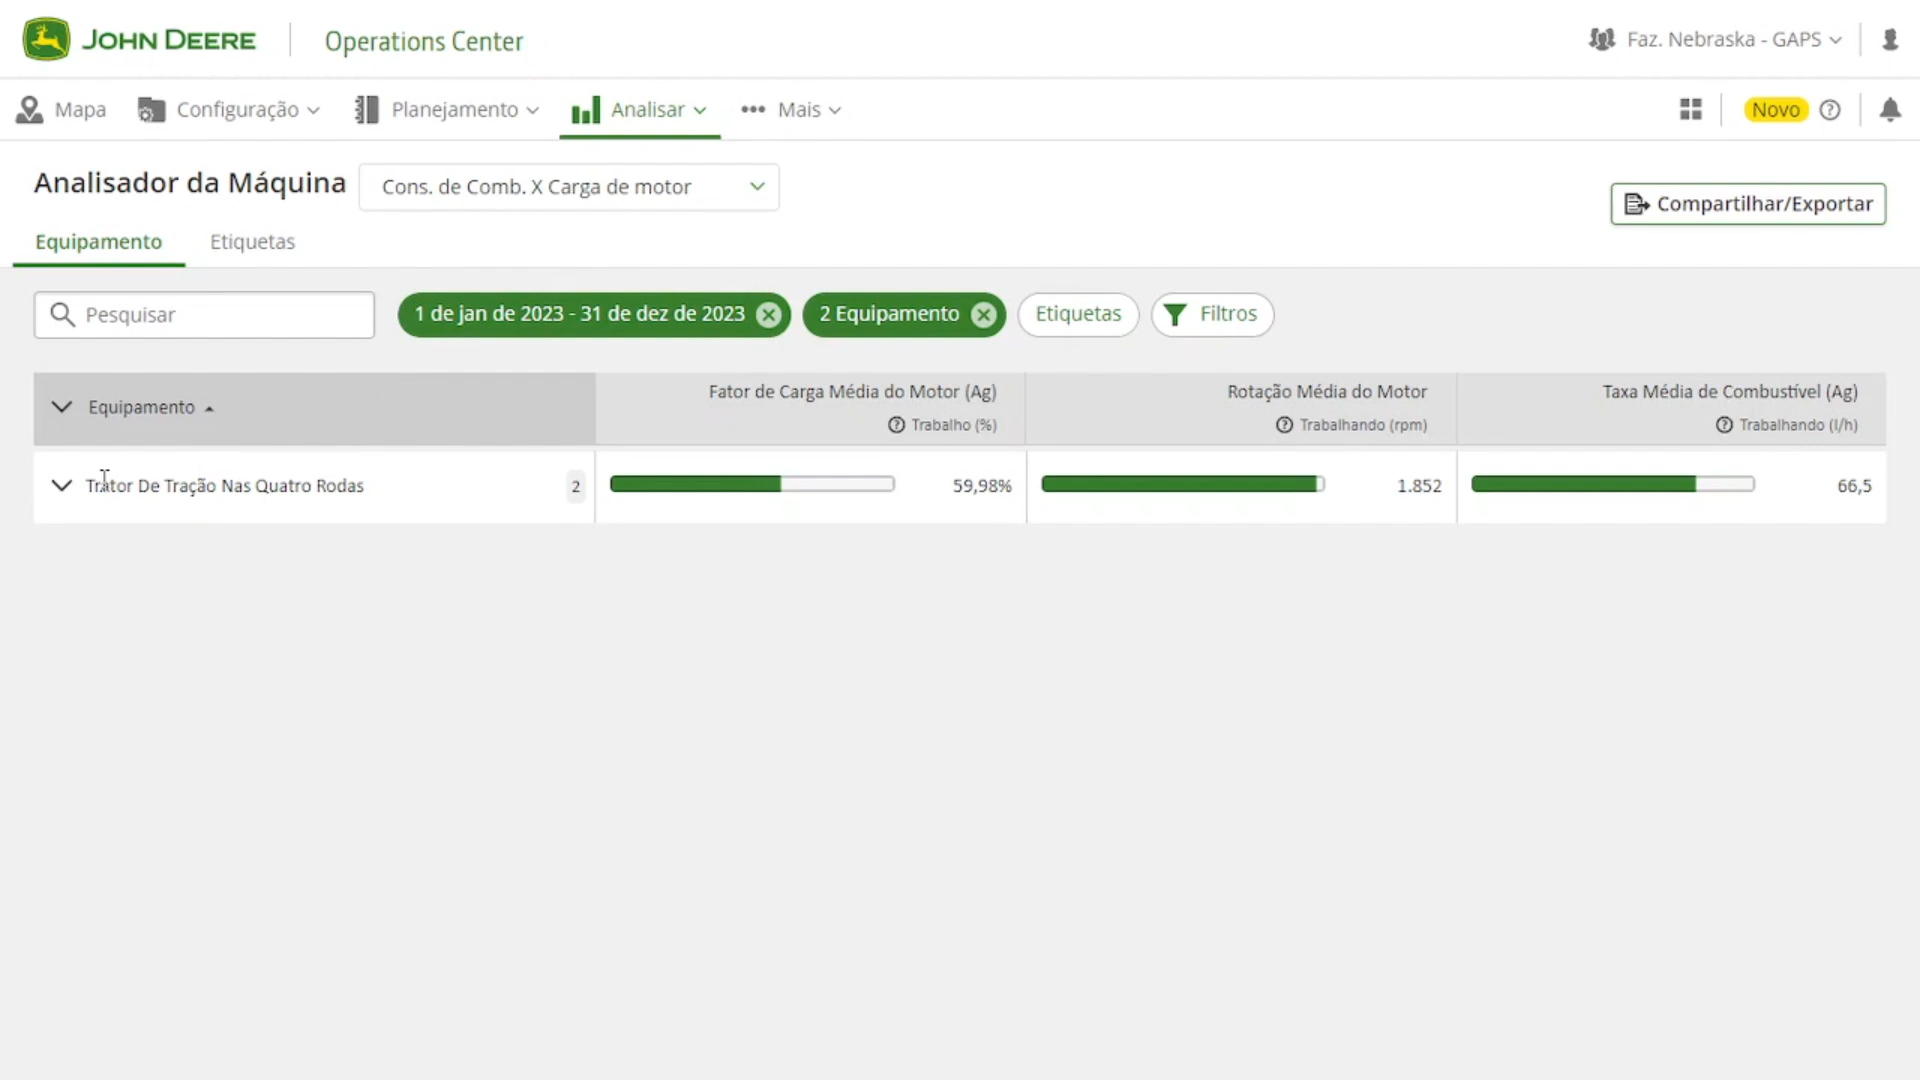 JOHN DEERE
Operations Center
Faz. Nebraska - GAPS
Mapa
Configuração
Planejamento
Analisar
Mais
Novo
Analisador da Máquina
Cons. de Comb. X Carga de motor
Compartilhar/Exportar
Equipamento
Etiquetas
Pesquisar
1 de jan de 2023 - 31 de dez de 2023
2 Equipamento
Etiquetas
Filtros
Equipamento
Fator de Carga Média do Motor (Ag)
Trabalho (%)
Rotação Média do Motor
Trabalhando (rpm)
Taxa Média de Combustível (Ag)
Trabalhando (l/h)
Trator De Tração Nas Quatro Rodas
2
59,98%
1.852
66,5